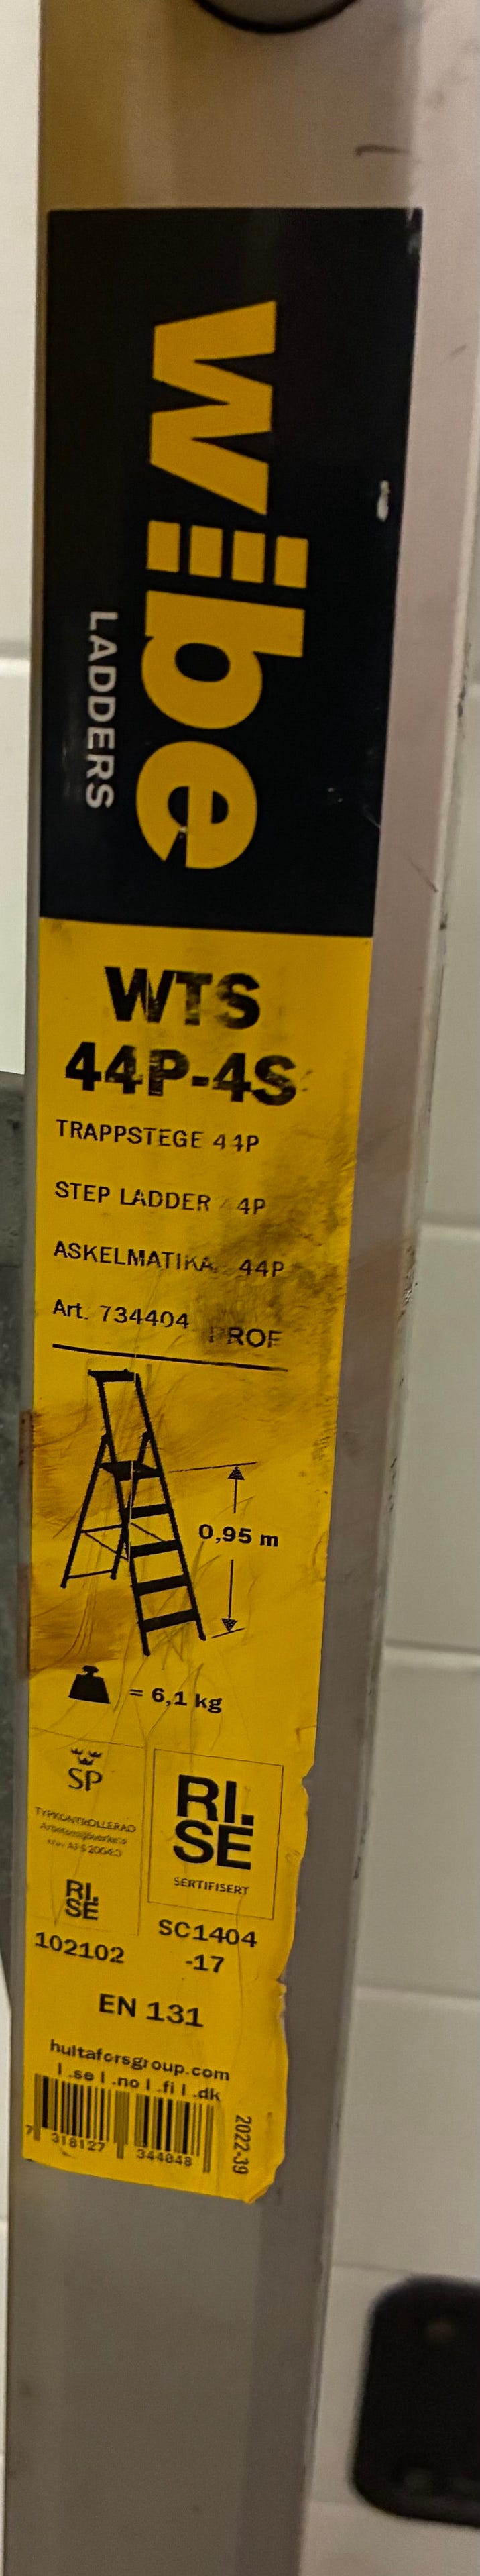 wibe
LADDERS
WTS
44P-4S
TRAPPSTEGE 44P
STEP LADDER 4P
ASKELMATIKA 44P
Art. 734404 PROF
0,95 m
= 6,1 kg
SP
TYPKONTROLLERAD
RI.
SE
102102
RI.
SE
SERTIFISERT
SC1404
-17
EN 131
hultaforsgroup.com
| .se | .no | .fi | .dk
7 318127 344048
2022-39